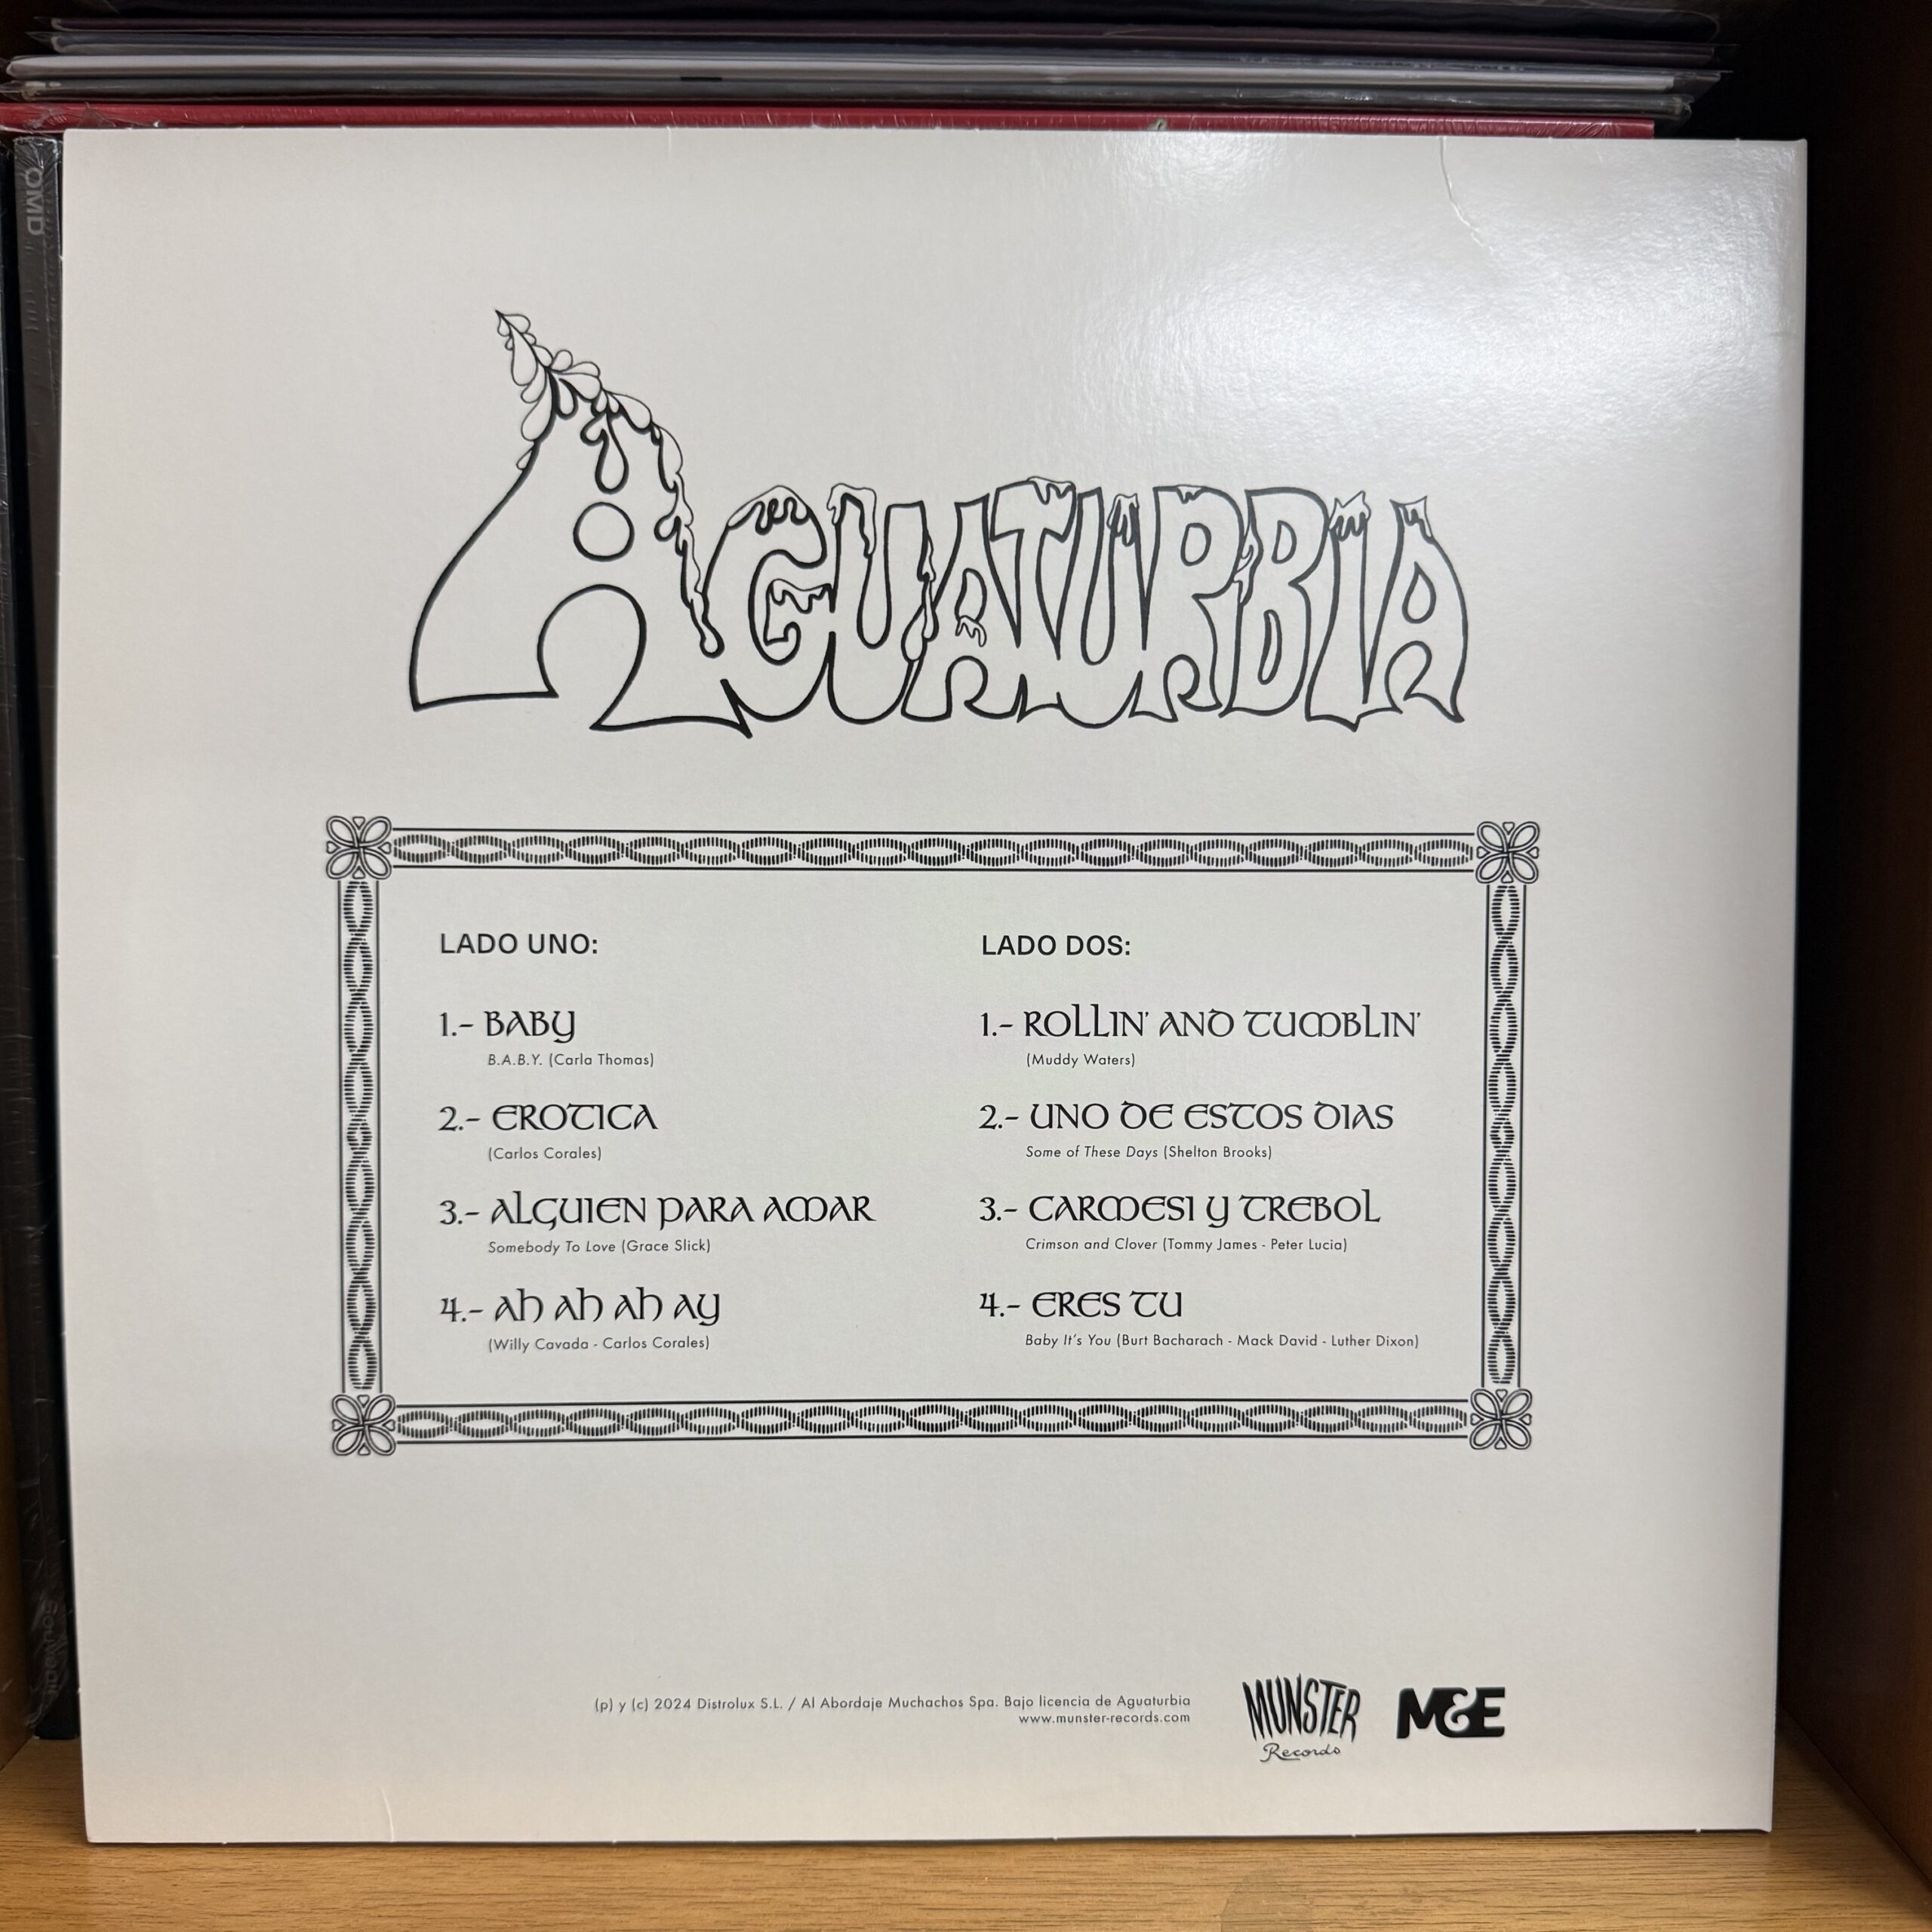 OMD
AGUATURBIA
LADO UNO:
1.- BABY
B.A.B.Y. (Carla Thomas)
2.- EROTICA
(Carlos Corales)
3.- ALGUIEN PARA AMAR
Somebody To Love (Grace Slick)
4.- AH AH AH AY
(Willy Cavada - Carlos Corales)
LADO DOS:
1.- ROLLIN' AND TUMBLIN'
(Muddy Waters)
2.- UNO DE ESTOS DIAS
Some of These Days (Shelton Brooks)
3.- CARMESI Y TREBOL
Crimson and Clover (Tommy James - Peter Lucia)
4.- ERES TU
Baby It's You (Burt Bacharach - Mack David - Luther Dixon)
(p) y (c) 2024 Distrolux S.L. / Al Abordaje Muchachos Spa. Bajo licencia de Aguaturbia
www.munster-records.com
MUNSTER
Records
M&E